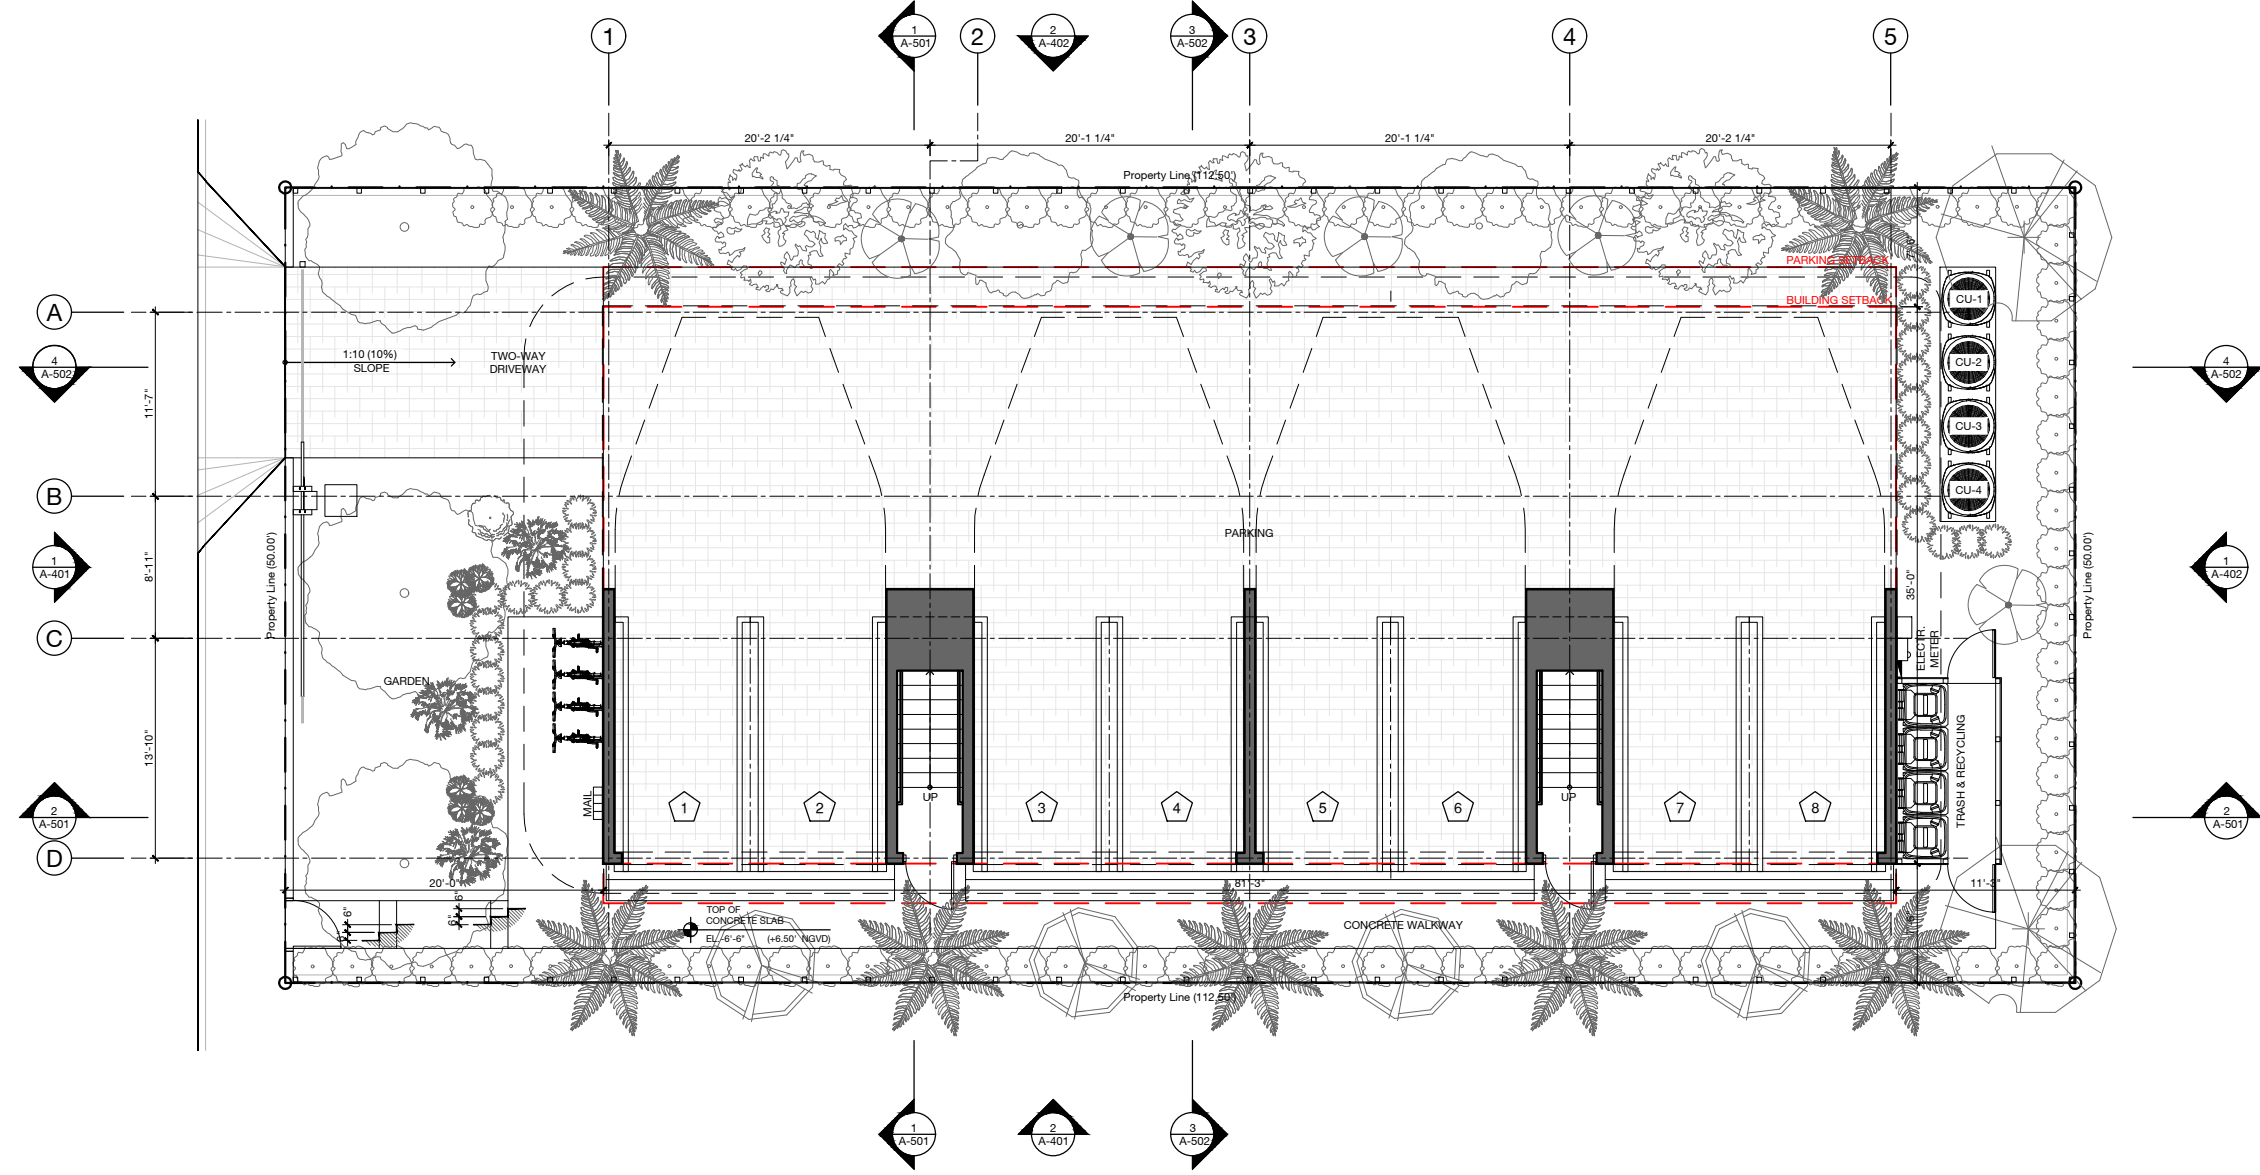 1
1
A-501
2
2
A-402
3
A-502
3
4
5
20'-2 1/4"
20'-1 1/4"
20'-1 1/4"
20'-2 1/4"
Property Line (112.50')
PARKING SETBACK
BUILDING SETBACK
A
4
A-502
11'-7"
1:10 (10%)
SLOPE
TWO-WAY
DRIVEWAY
CU-1
CU-2
CU-3
CU-4
4
A-502
B
1
A-401
8'-11"
Property Line (50.00')
PARKING
35'-0"
Property Line (50.00')
1
A-402
C
GARDEN
ELECTR.
METER
13'-10"
MAIL
1
2
UP
3
4
5
6
UP
7
8
TRASH & RECYCLING
2
A-501
2
A-501
D
20'-0"
81'-3"
11'-3"
6"
6"
6"
6"
TOP OF
CONCRETE SLAB
EL.-6'-6"
(+6.50' NGVD)
CONCRETE WALKWAY
Property Line (112.50')
1
A-501
2
A-401
3
A-502